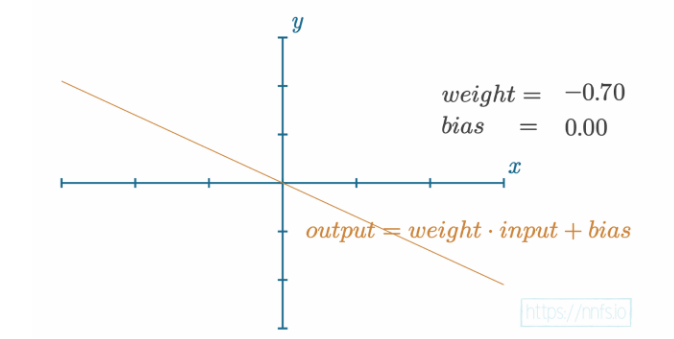 y
weight = −0.70
bias = 0.00
x
output = weight · input + bias
https://nnfs.io